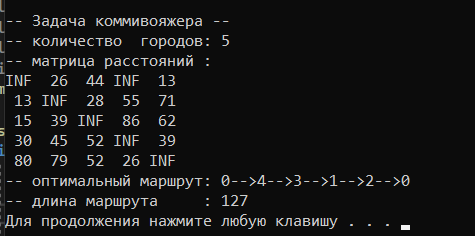 -- Задача коммивояжера --
-- количество  городов: 5
-- матрица расстояний :
INF  26  44 INF  13
 13 INF  28  55  71
 15  39 INF  86  62
 30  45  52 INF  39
 80  79  52  26 INF
-- оптимальный маршрут: 0-->4-->3-->1-->2-->0
-- длина маршрута     : 127
Для продолжения нажмите любую клавишу . . .